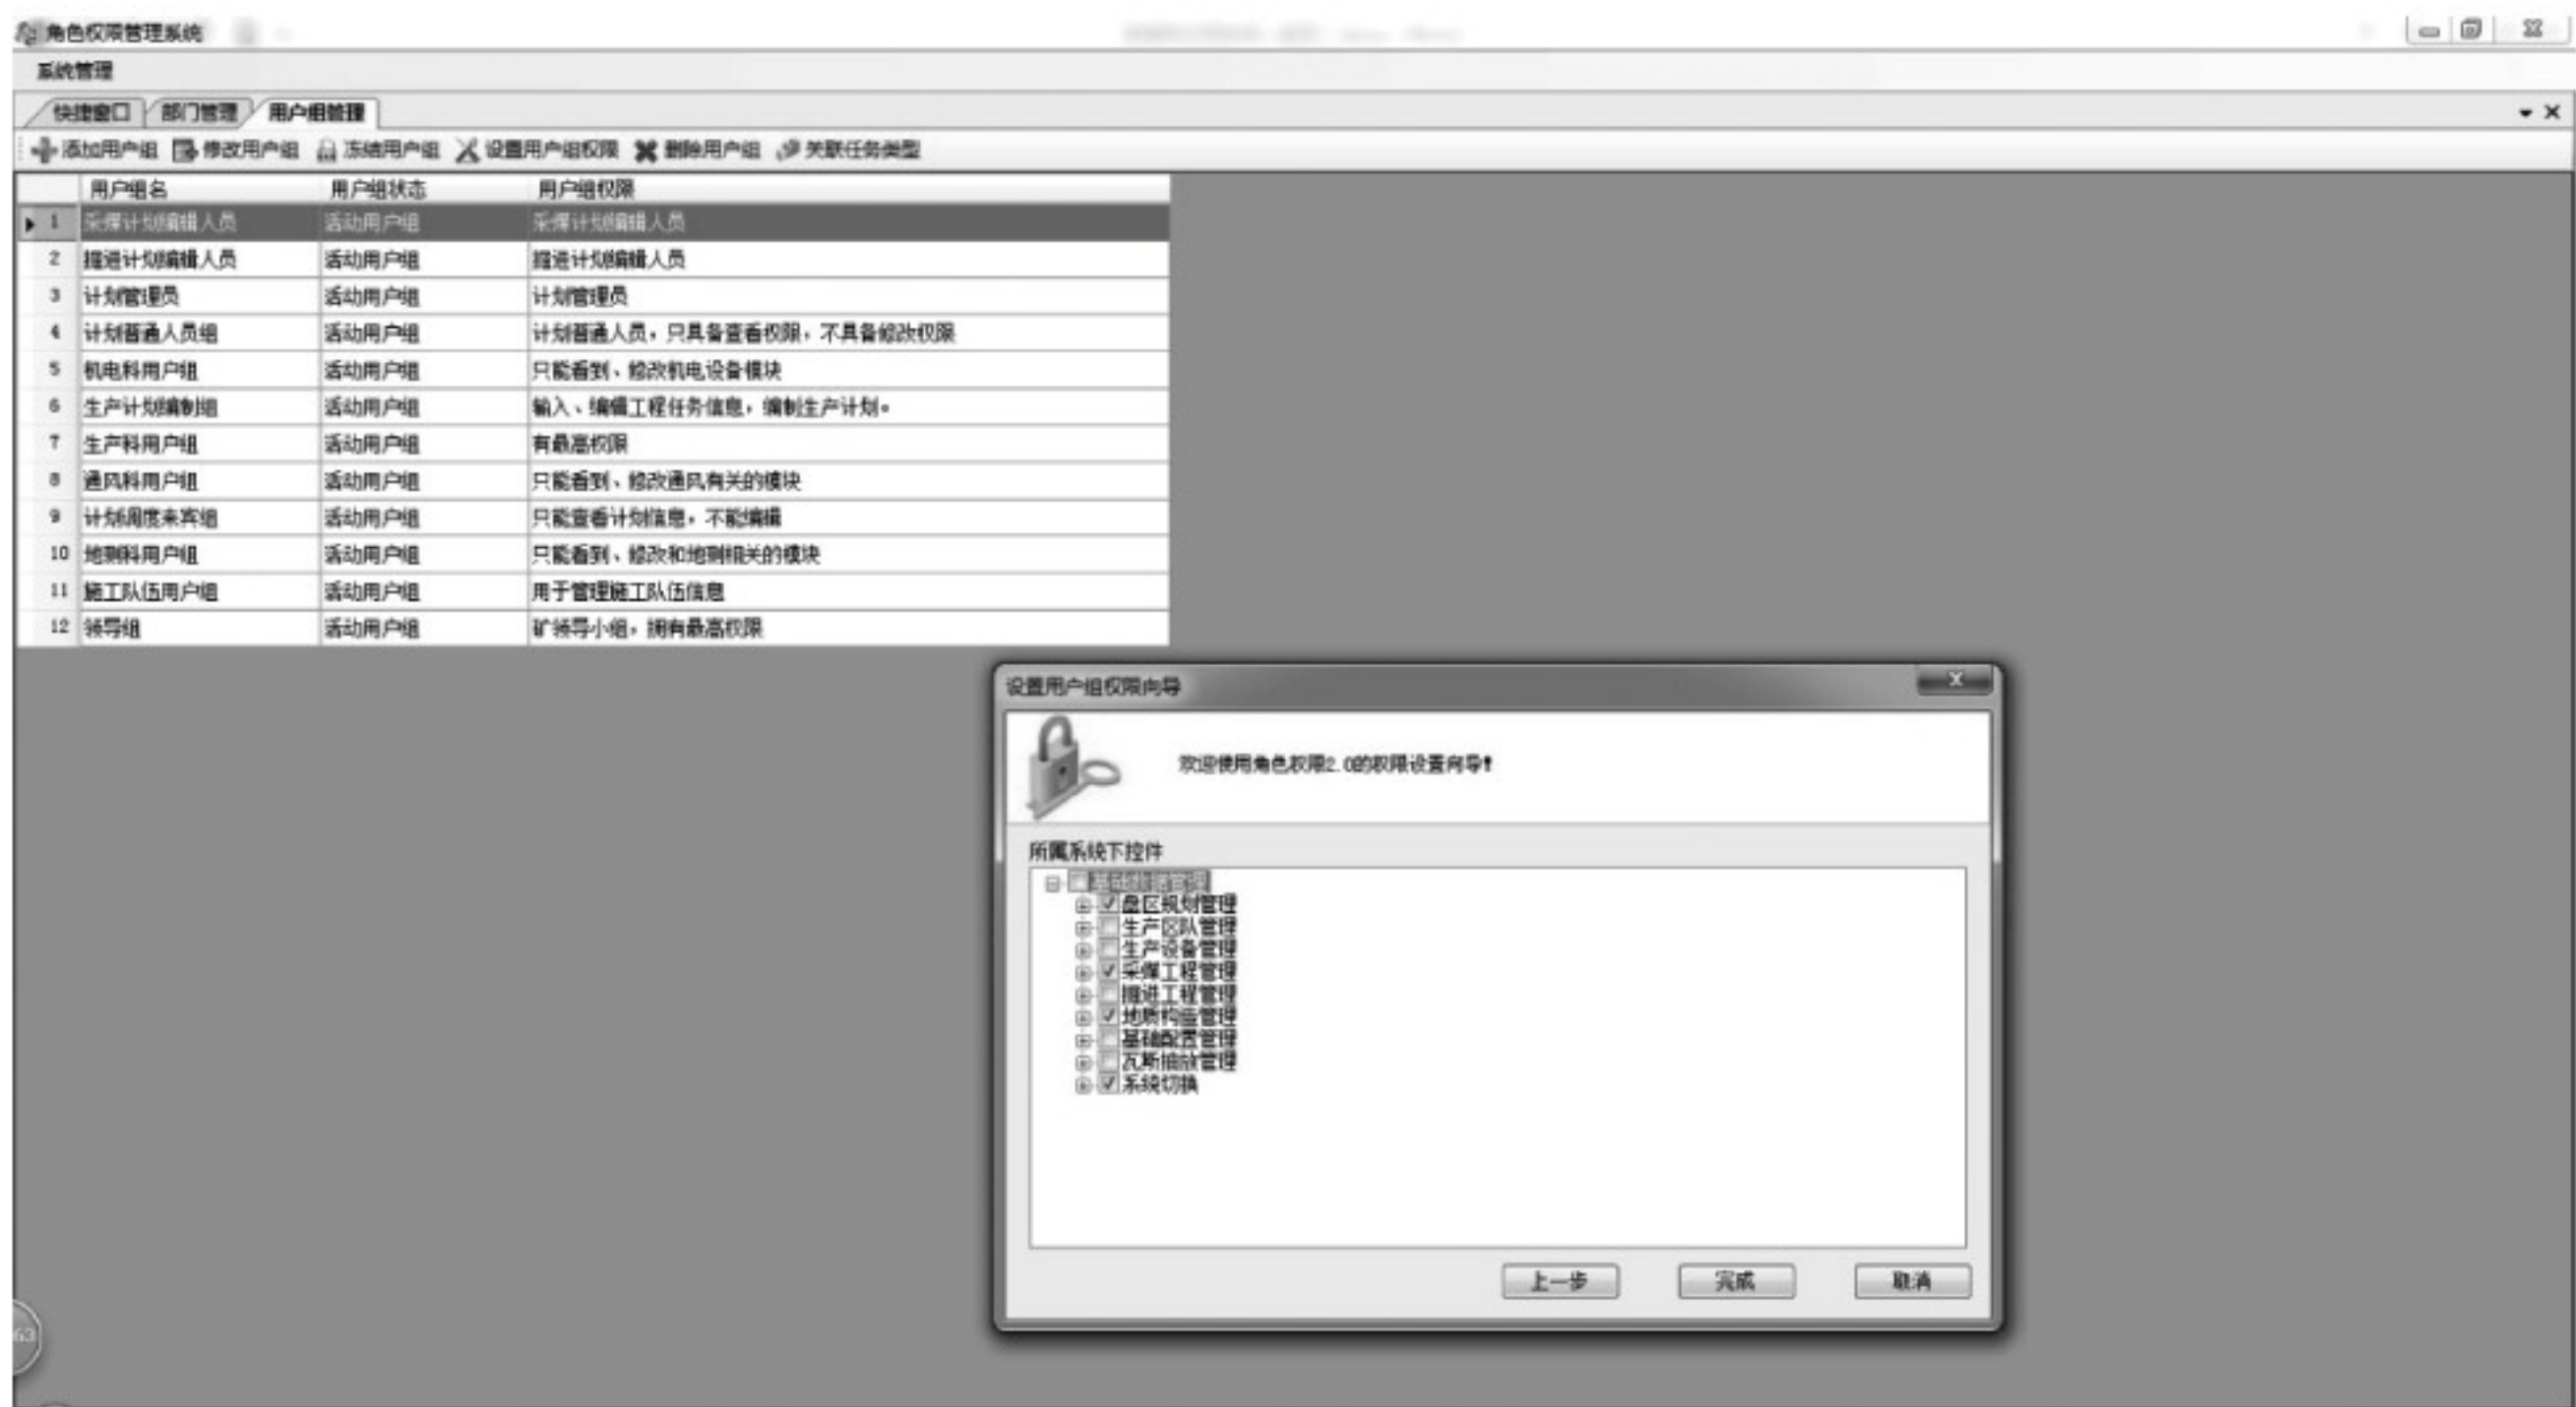 角色权限管理系统
系统管理
快捷窗口 部门管理 用户组管理
添加用户组 修改用户组 冻结用户组 设置用户组权限 删除用户组 关联任务类型
用户组名 用户组状态 用户组权限
1 采煤计划编辑人员 活动用户组 采煤计划编辑人员
2 掘进计划编辑人员 活动用户组 掘进计划编辑人员
3 计划管理员 活动用户组 计划管理员
4 计划普通人员组 活动用户组 计划普通人员，只具备查看权限，不具备修改权限
5 机电科用户组 活动用户组 只能看到、修改机电设备模块
6 生产计划编制组 活动用户组 输入、编辑工程任务信息，编制生产计划。
7 生产科用户组 活动用户组 有最高权限
8 通风科用户组 活动用户组 只能看到、修改通风有关的模块
9 计划调度来宾组 活动用户组 只能查看计划信息，不能编辑
10 地测科用户组 活动用户组 只能看到、修改和地测相关的模块
11 施工队伍用户组 活动用户组 用于管理施工队伍信息
12 领导组 活动用户组 矿领导小组，拥有最高权限
设置用户组权限向导
欢迎使用角色权限2.0的权限设置向导!
所属系统下控件
盘区规划管理
生产区队管理
生产设备管理
采煤工程管理
掘进工程管理
地质构造管理
基础配置管理
瓦斯抽放管理
系统切换
上一步 完成 取消
63